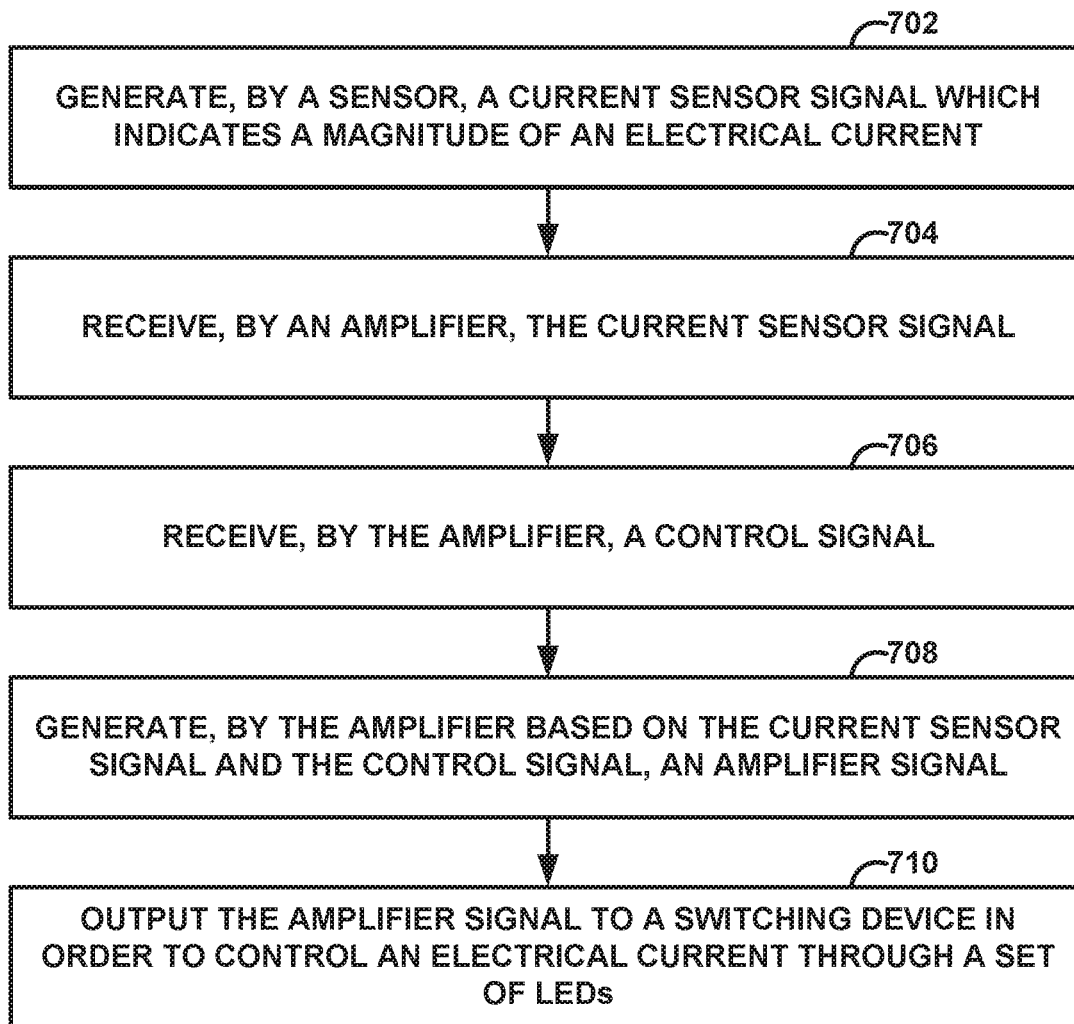 702
GENERATE, BY A SENSOR, A CURRENT SENSOR SIGNAL WHICH
INDICATES A MAGNITUDE OF AN ELECTRICAL CURRENT
704
RECEIVE, BY AN AMPLIFIER, THE CURRENT SENSOR SIGNAL
706
RECEIVE, BY THE AMPLIFIER, A CONTROL SIGNAL
708
GENERATE, BY THE AMPLIFIER BASED ON THE CURRENT SENSOR
SIGNAL AND THE CONTROL SIGNAL, AN AMPLIFIER SIGNAL
710
OUTPUT THE AMPLIFIER SIGNAL TO A SWITCHING DEVICE IN
ORDER TO CONTROL AN ELECTRICAL CURRENT THROUGH A SET
OF LEDs